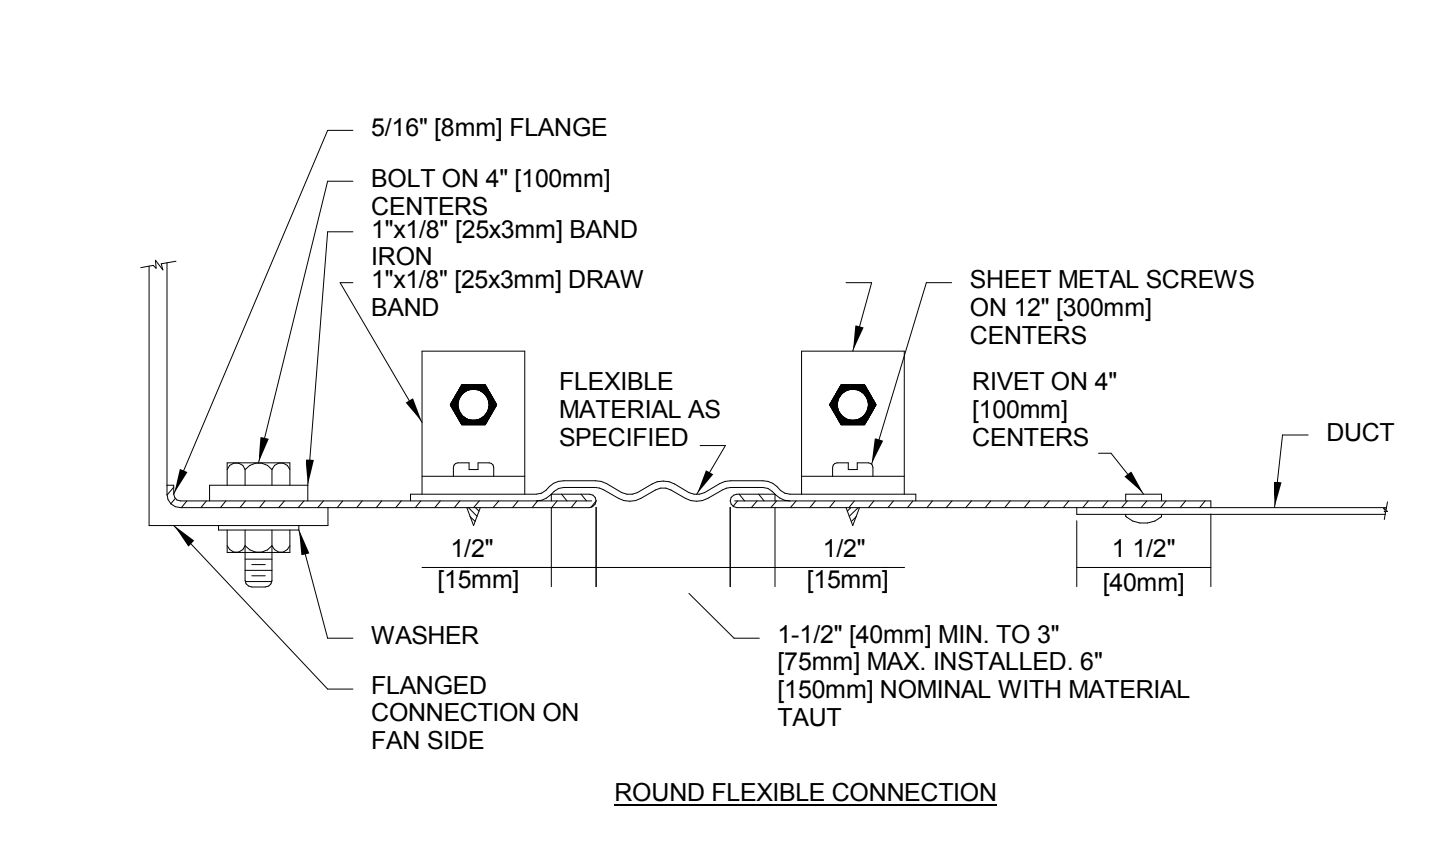 5/16" [8mm] FLANGE
BOLT ON 4" [100mm]
CENTERS
1"x1/8" [25x3mm] BAND
IRON
1"x1/8" [25x3mm] DRAW
BAND
SHEET METAL SCREWS
ON 12" [300mm]
CENTERS
FLEXIBLE
MATERIAL AS
SPECIFIED
RIVET ON 4"
[100mm]
CENTERS
DUCT
1/2"
[15mm]
1/2"
[15mm]
1 1/2"
[40mm]
WASHER
FLANGED
CONNECTION ON
FAN SIDE
1-1/2" [40mm] MIN. TO 3"
[75mm] MAX. INSTALLED. 6"
[150mm] NOMINAL WITH MATERIAL
TAUT
ROUND FLEXIBLE CONNECTION